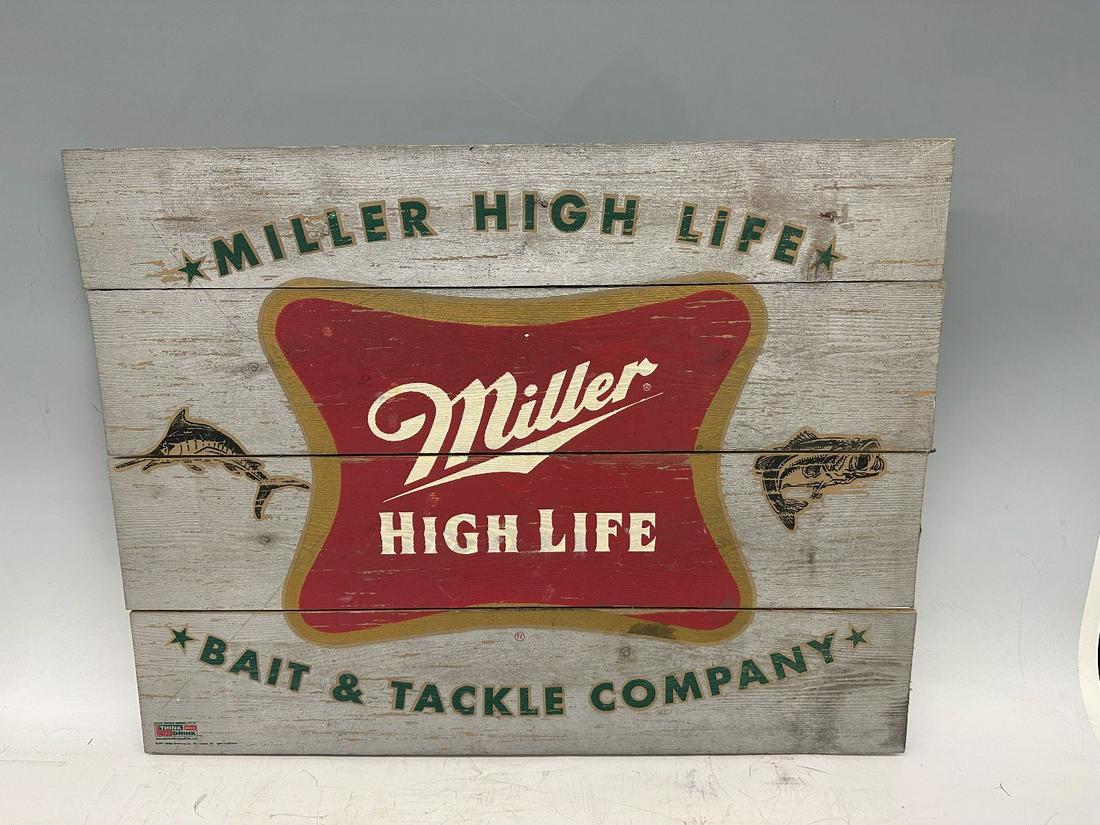 ★MILLER HIGH LIFE★
Miller®
HIGH LIFE
®
★BAIT & TACKLE COMPANY★
THINK
DRINK